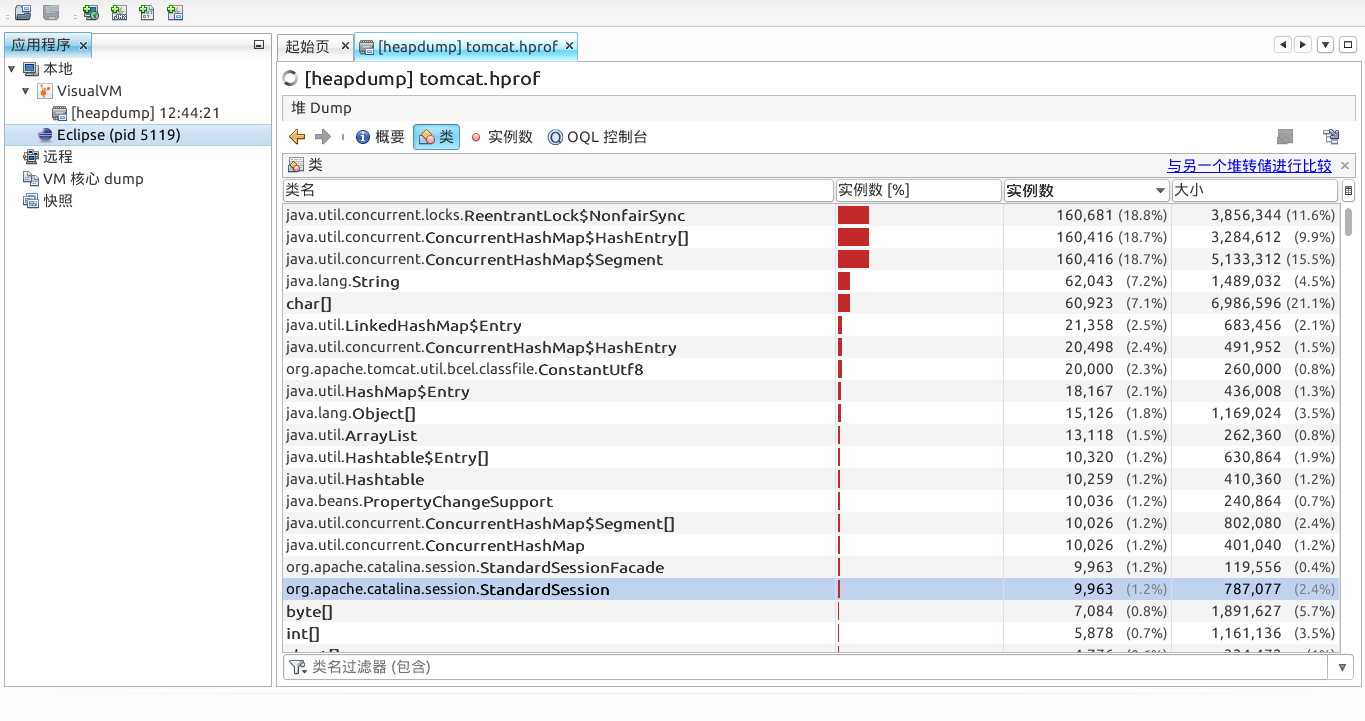 应用程序
起始页
[heapdump] tomcat.hprof
本地
VisualVM
[heapdump] 12:44:21
Eclipse (pid 5119)
远程
VM 核心 dump
快照
[heapdump] tomcat.hprof
堆 Dump
概要 类 实例数 OQL 控制台
类 与另一个堆转储进行比较
类名 实例数 [%] 实例数 大小
java.util.concurrent.locks.ReentrantLock$NonfairSync 160,681 (18.8%) 3,856,344 (11.6%)
java.util.concurrent.ConcurrentHashMap$HashEntry[] 160,416 (18.7%) 3,284,612 (9.9%)
java.util.concurrent.ConcurrentHashMap$Segment 160,416 (18.7%) 5,133,312 (15.5%)
java.lang.String 62,043 (7.2%) 1,489,032 (4.5%)
char[] 60,923 (7.1%) 6,986,596 (21.1%)
java.util.LinkedHashMap$Entry 21,358 (2.5%) 683,456 (2.1%)
java.util.concurrent.ConcurrentHashMap$HashEntry 20,498 (2.4%) 491,952 (1.5%)
org.apache.tomcat.util.bcel.classfile.ConstantUtf8 20,000 (2.3%) 260,000 (0.8%)
java.util.HashMap$Entry 18,167 (2.1%) 436,008 (1.3%)
java.lang.Object[] 15,126 (1.8%) 1,169,024 (3.5%)
java.util.ArrayList 13,118 (1.5%) 262,360 (0.8%)
java.util.Hashtable$Entry[] 10,320 (1.2%) 630,864 (1.9%)
java.util.Hashtable 10,259 (1.2%) 410,360 (1.2%)
java.beans.PropertyChangeSupport 10,036 (1.2%) 240,864 (0.7%)
java.util.concurrent.ConcurrentHashMap$Segment[] 10,026 (1.2%) 802,080 (2.4%)
java.util.concurrent.ConcurrentHashMap 10,026 (1.2%) 401,040 (1.2%)
org.apache.catalina.session.StandardSessionFacade 9,963 (1.2%) 119,556 (0.4%)
org.apache.catalina.session.StandardSession 9,963 (1.2%) 787,077 (2.4%)
byte[] 7,084 (0.8%) 1,891,627 (5.7%)
int[] 5,878 (0.7%) 1,161,136 (3.5%)
类名过滤器 (包含)